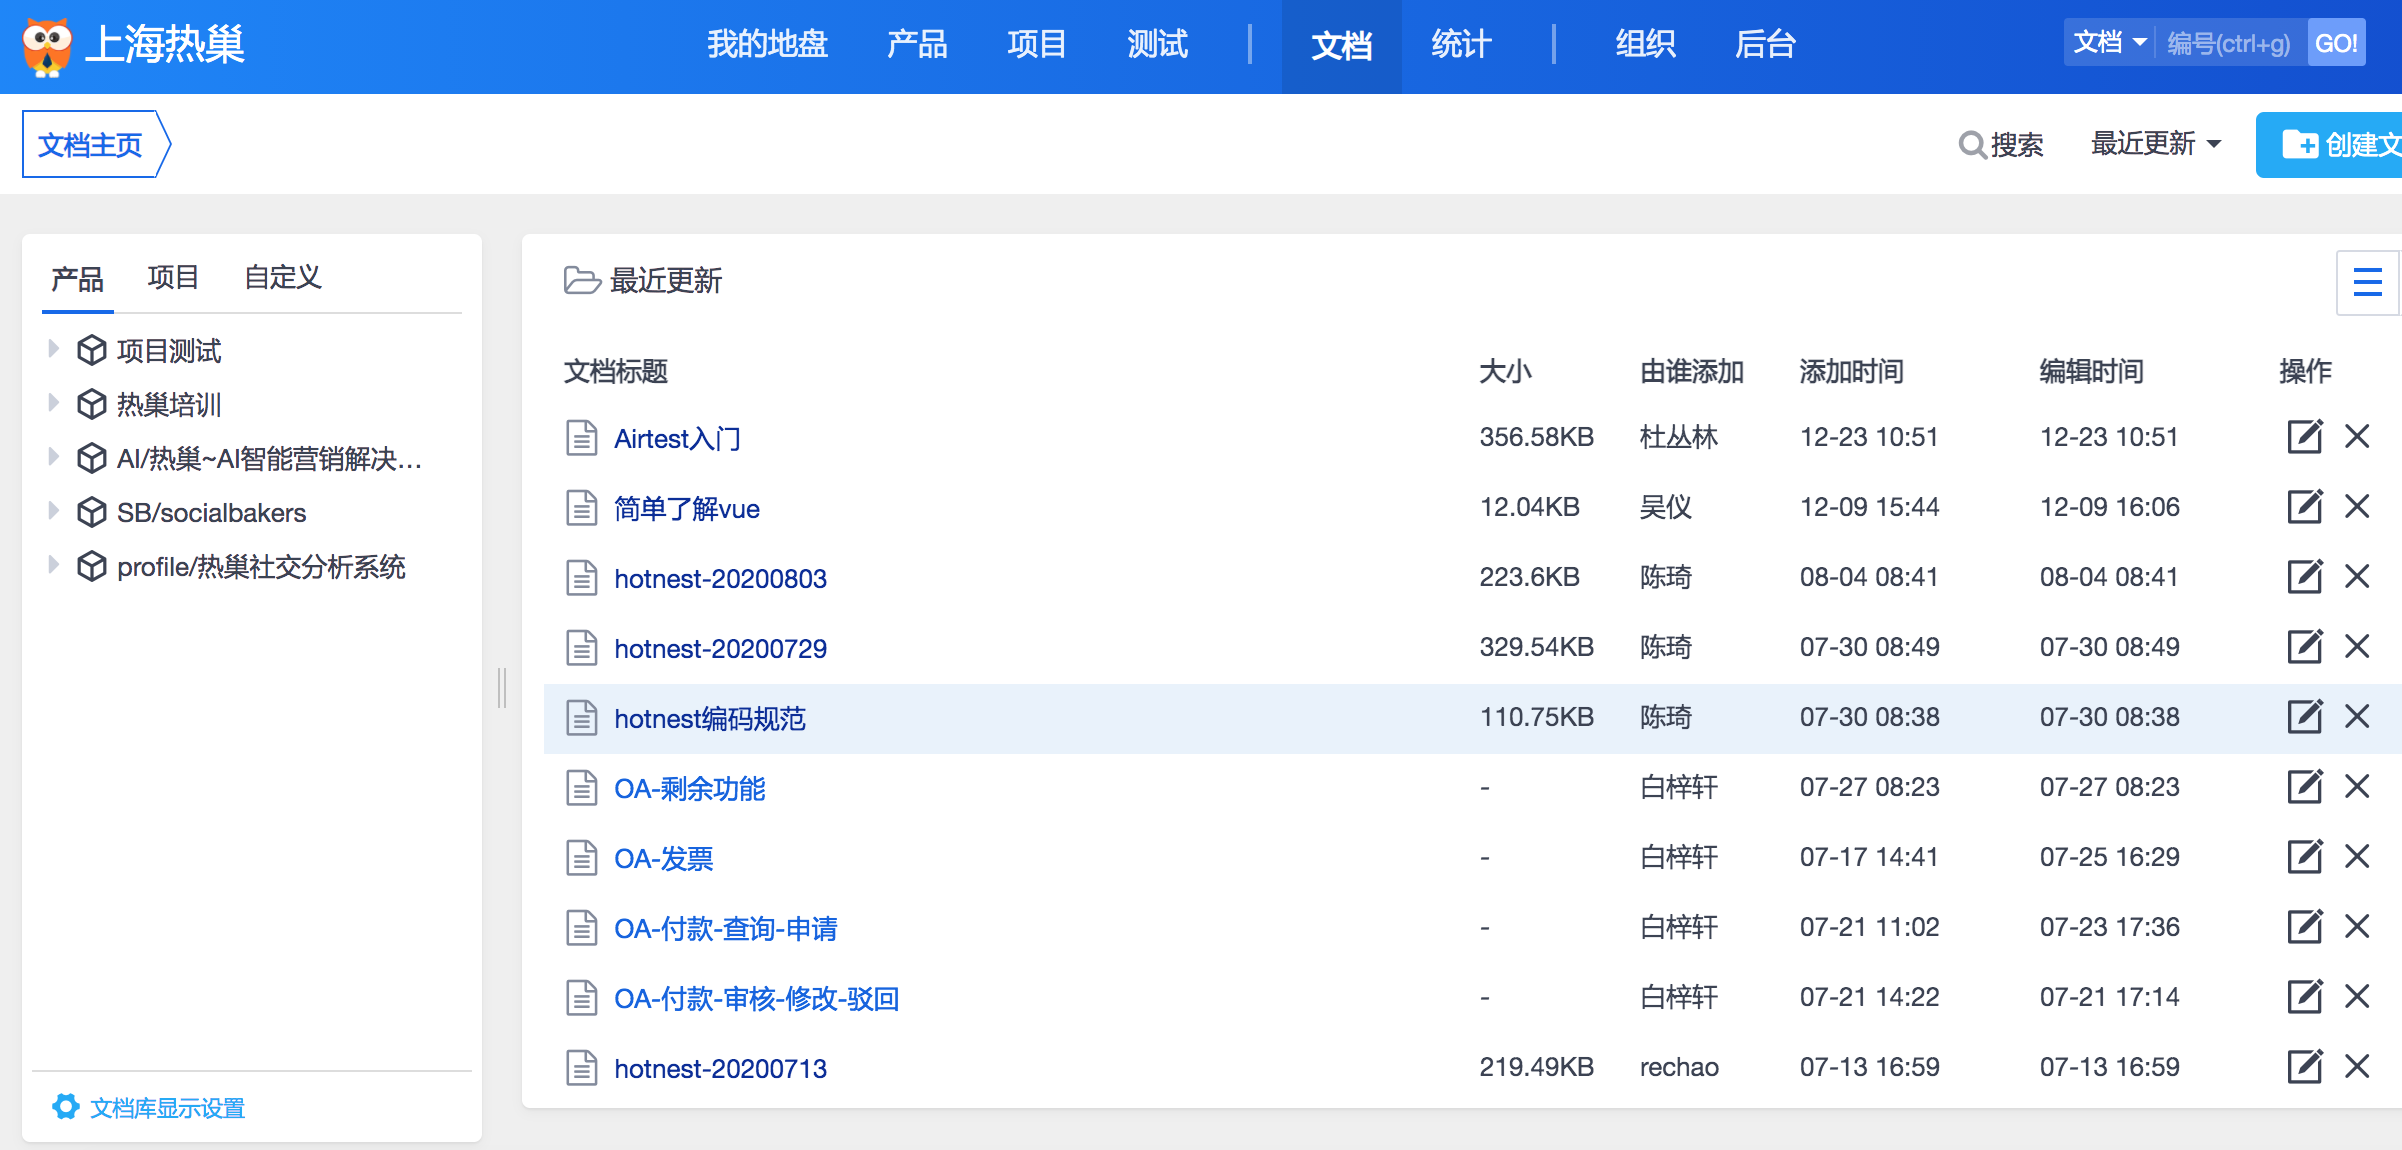 上海热巢 我的地盘 产品 项目 测试 文档 统计 组织 后台 文档 编号(ctrl+g) GO!
文档主页 搜索 最近更新 创建文
产品 项目 自定义
项目测试
热巢培训
AI/热巢~AI智能营销解决...
SB/socialbakers
profile/热巢社交分析系统
文档库显示设置
最近更新
文档标题 大小 由谁添加 添加时间 编辑时间 操作
Airtest入门 356.58KB 杜丛林 12-23 10:51 12-23 10:51
简单了解vue 12.04KB 吴仪 12-09 15:44 12-09 16:06
hotnest-20200803 223.6KB 陈琦 08-04 08:41 08-04 08:41
hotnest-20200729 329.54KB 陈琦 07-30 08:49 07-30 08:49
hotnest编码规范 110.75KB 陈琦 07-30 08:38 07-30 08:38
OA-剩余功能 - 白梓轩 07-27 08:23 07-27 08:23
OA-发票 - 白梓轩 07-17 14:41 07-25 16:29
OA-付款-查询-申请 - 白梓轩 07-21 11:02 07-23 17:36
OA-付款-审核-修改-驳回 - 白梓轩 07-21 14:22 07-21 17:14
hotnest-20200713 219.49KB rechao 07-13 16:59 07-13 16:59